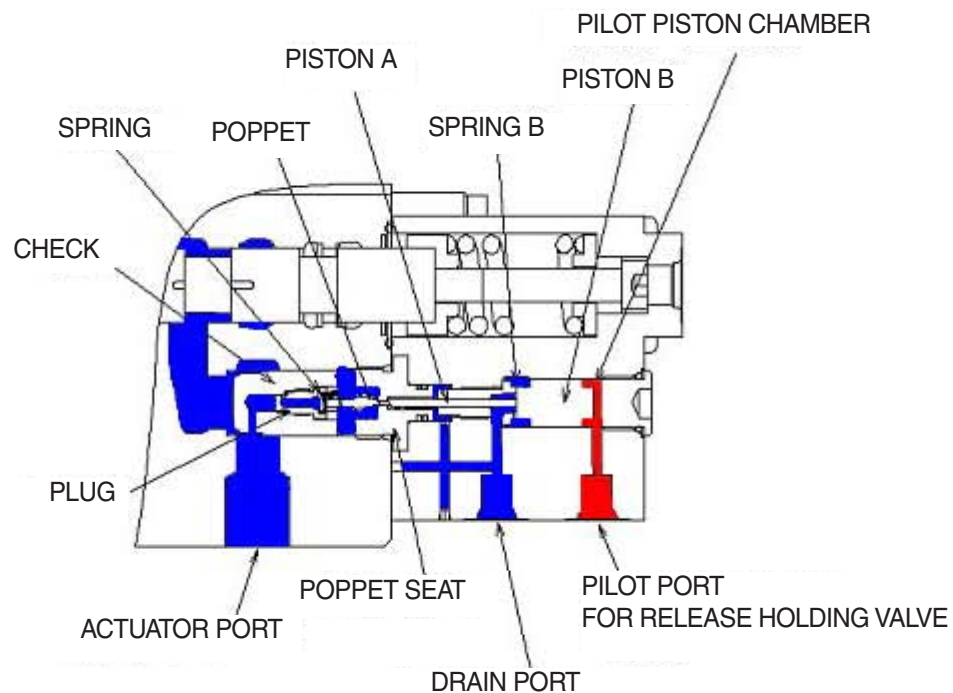 PILOT PISTON CHAMBER
PISTON A
PISTON B
SPRING
POPPET
SPRING B
CHECK
PLUG
POPPET SEAT
PILOT PORT
FOR RELEASE HOLDING VALVE
ACTUATOR PORT
DRAIN PORT